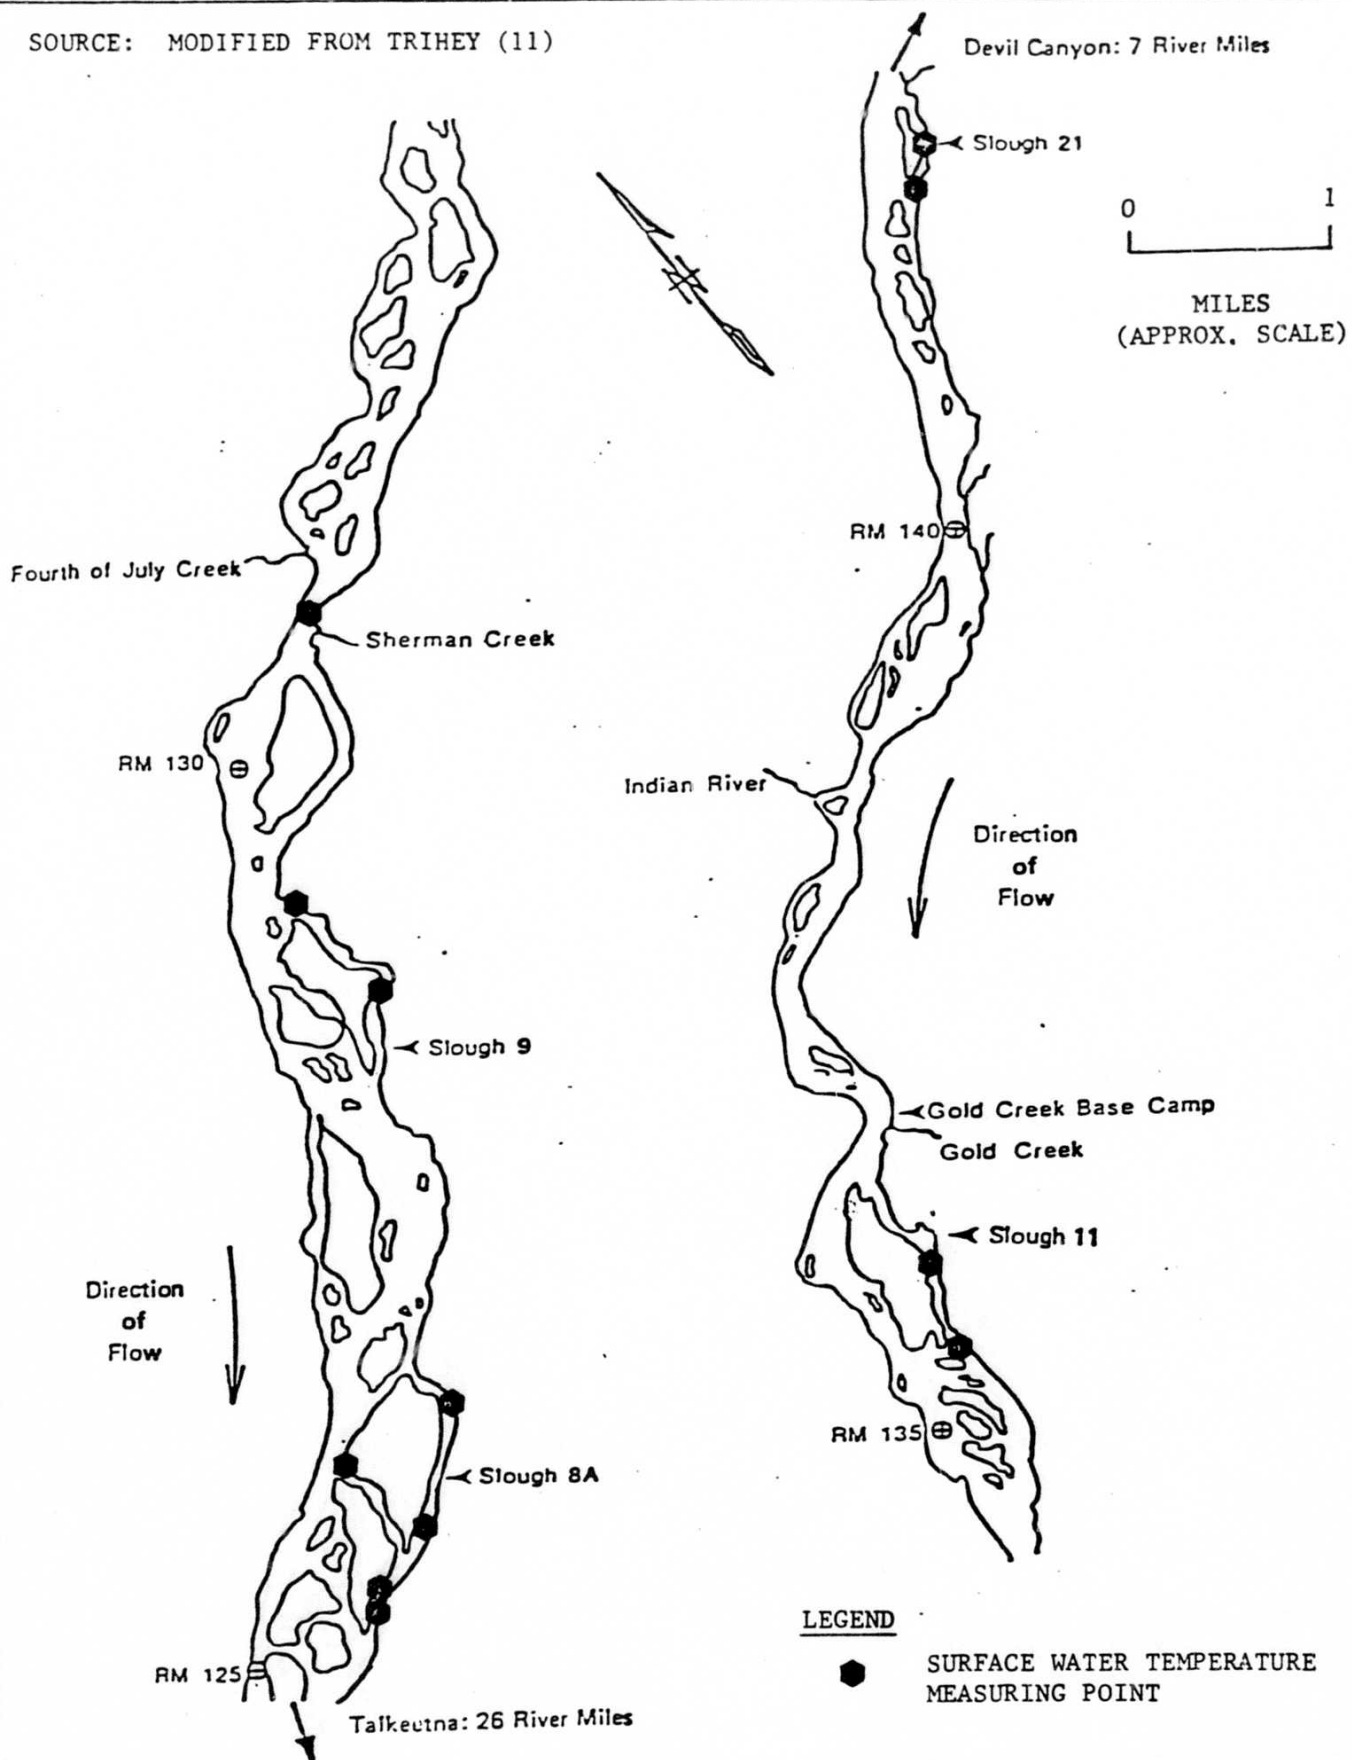 SOURCE: MODIFIED FROM TRIHEY (11)
Devil Canyon: 7 River Miles
Slough 21
0 1
MILES
(APPROX. SCALE)
N
RM 140
Fourth of July Creek
Sherman Creek
RM 130
Indian River
Direction
of
Flow
Slough 9
Gold Creek Base Camp
Gold Creek
Slough 11
Direction
of
Flow
RM 135
Slough 8A
LEGEND
SURFACE WATER TEMPERATURE
MEASURING POINT
RM 125
Talkeetna: 26 River Miles